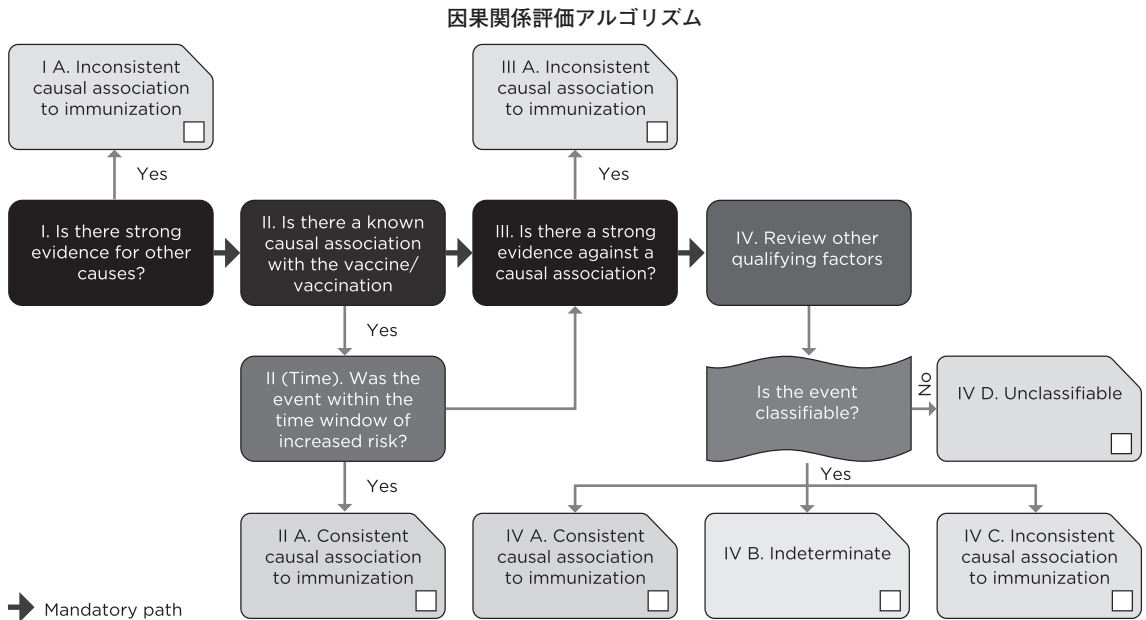 因果関係評価アルゴリズム
I A. Inconsistent
causal association
to immunization
III A. Inconsistent
causal association
to immunization
Yes
Yes
I. Is there strong
evidence for other
causes?
II. Is there a known
causal association
with the vaccine/
vaccination
III. Is there a strong
evidence against a
causal association?
IV. Review other
qualifying factors
Yes
II (Time). Was the
event within the
time window of
increased risk?
Is the event
classifiable?
No
IV D. Unclassifiable
Yes
Yes
II A. Consistent
causal association
to immunization
IV A. Consistent
causal association
to immunization
IV B. Indeterminate
IV C. Inconsistent
causal association
to immunization
Mandatory path